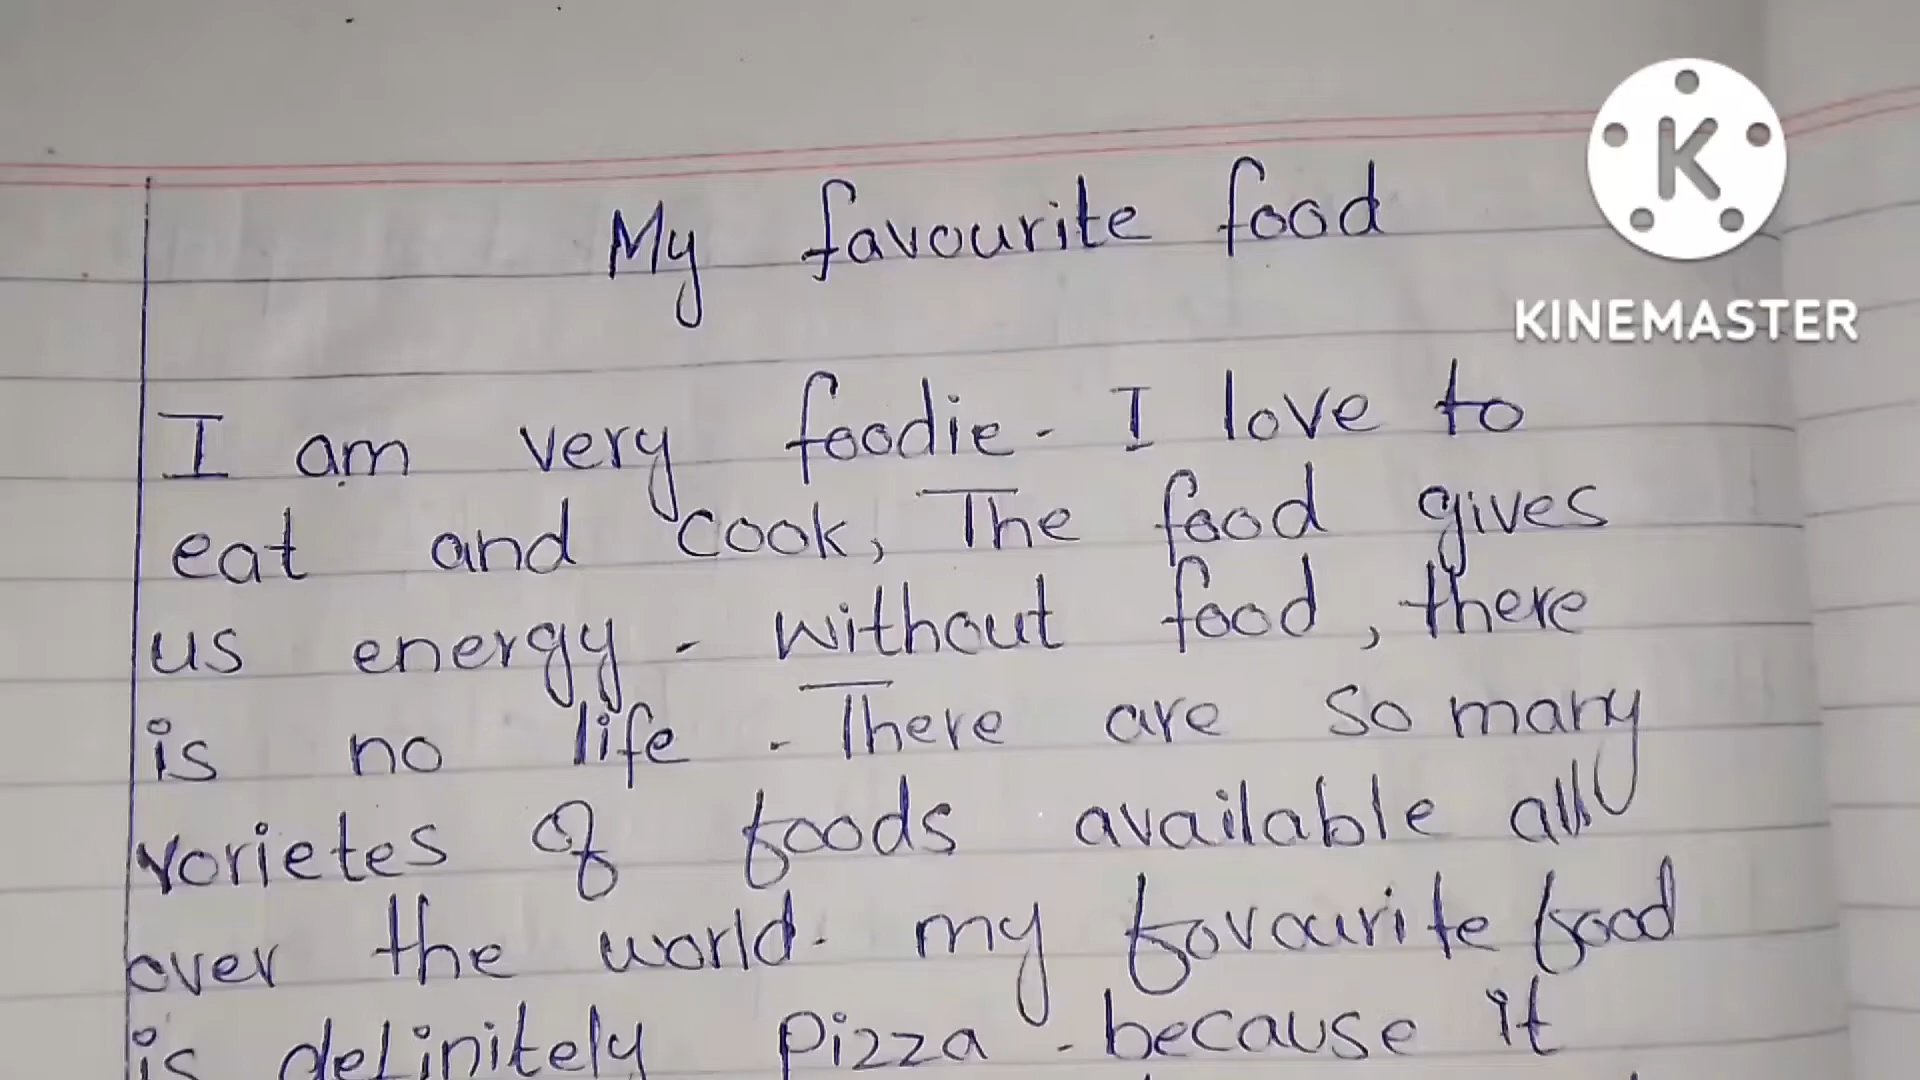 My favourite food
KINEMASTER
I am very foodie. I love to
eat and cook, The food gives
us energy. without food, there
is no life. There are so many
vorietes of foods available all
over the world. my favourite food
is definitely pizza. because it